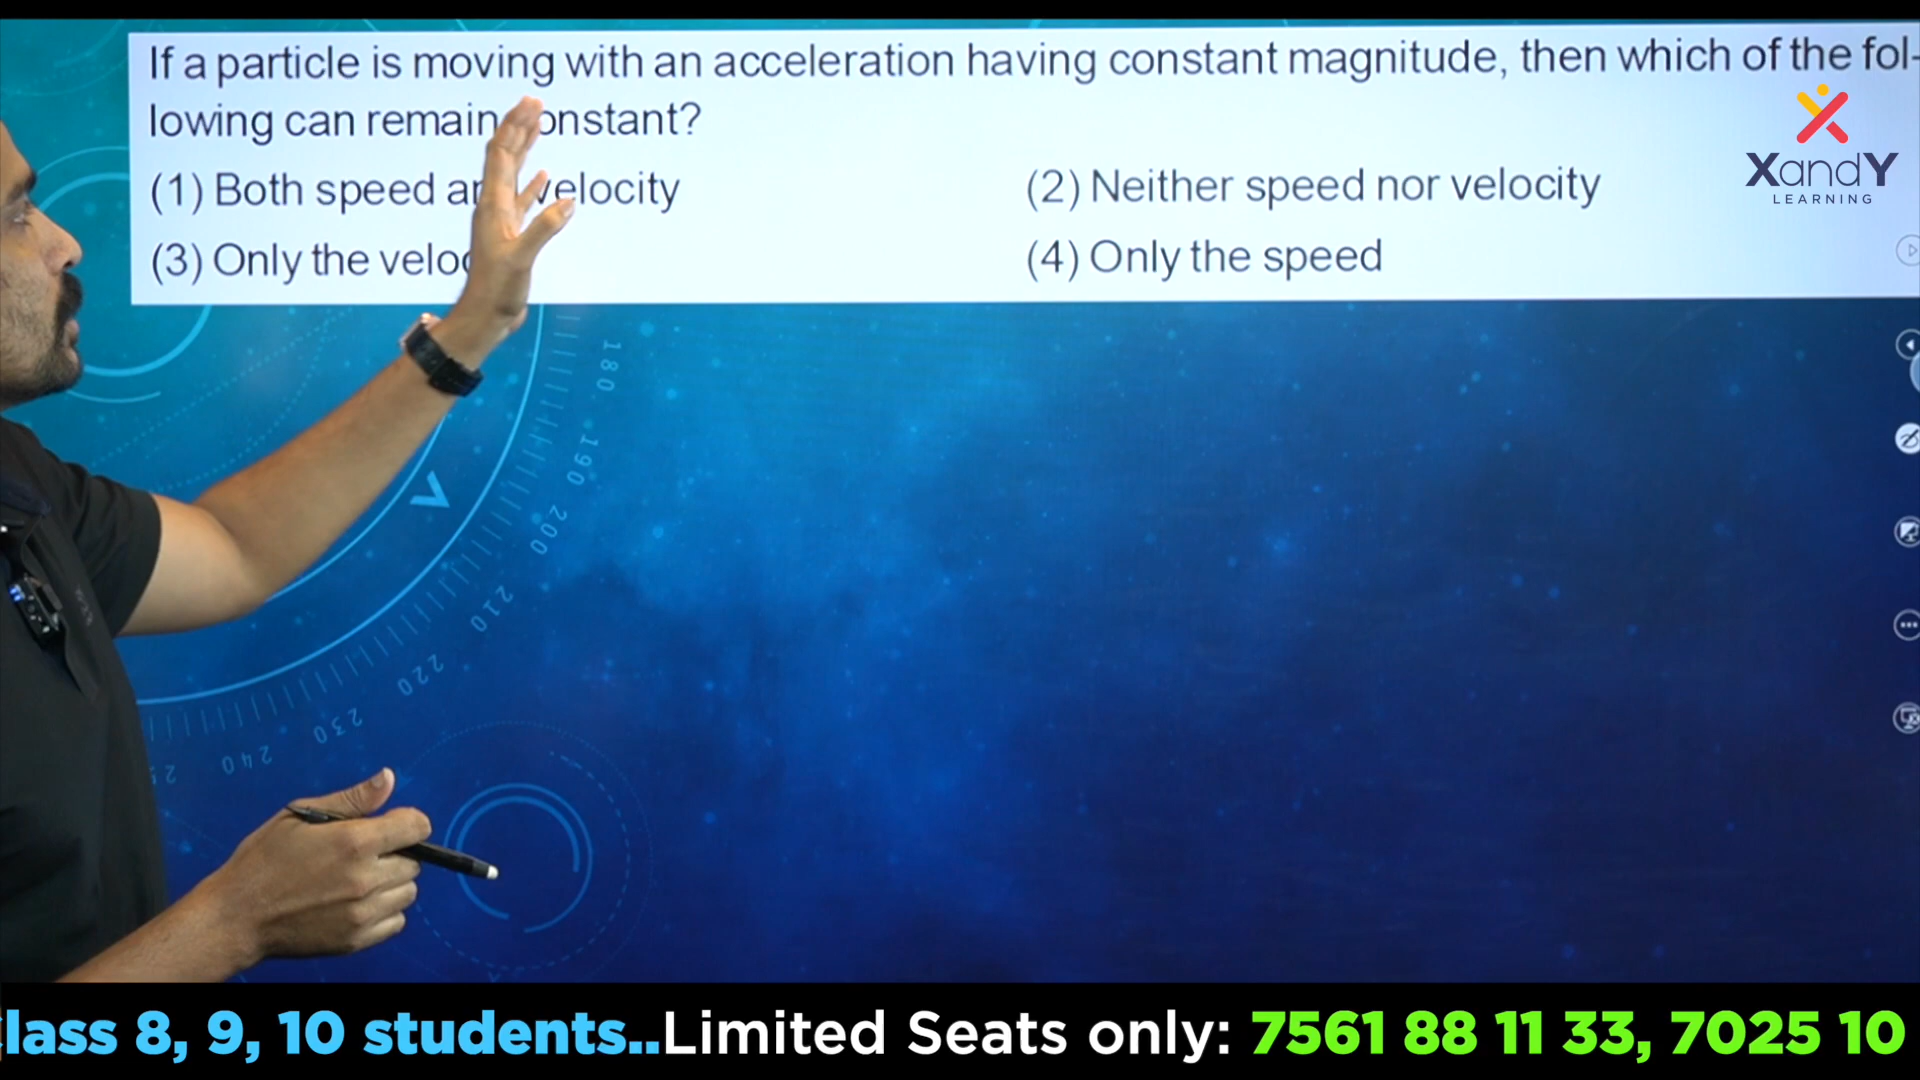 If a particle is moving with an acceleration having constant magnitude, then which of the fol-
lowing can remain constant?
(1) Both speed and velocity
(2) Neither speed nor velocity
(3) Only the veloc
(4) Only the speed
XandY
LEARNING
180
190
200
210
220
230
240
lass 8, 9, 10 students..Limited Seats only: 7561 88 11 33, 7025 10